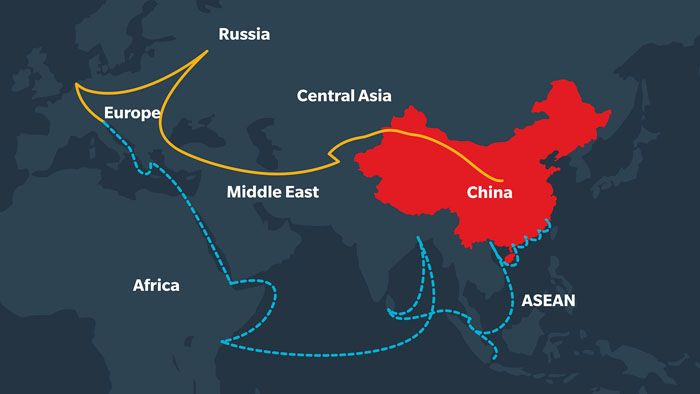 Russia
Central Asia
Europe
Middle East
China
Africa
ASEAN